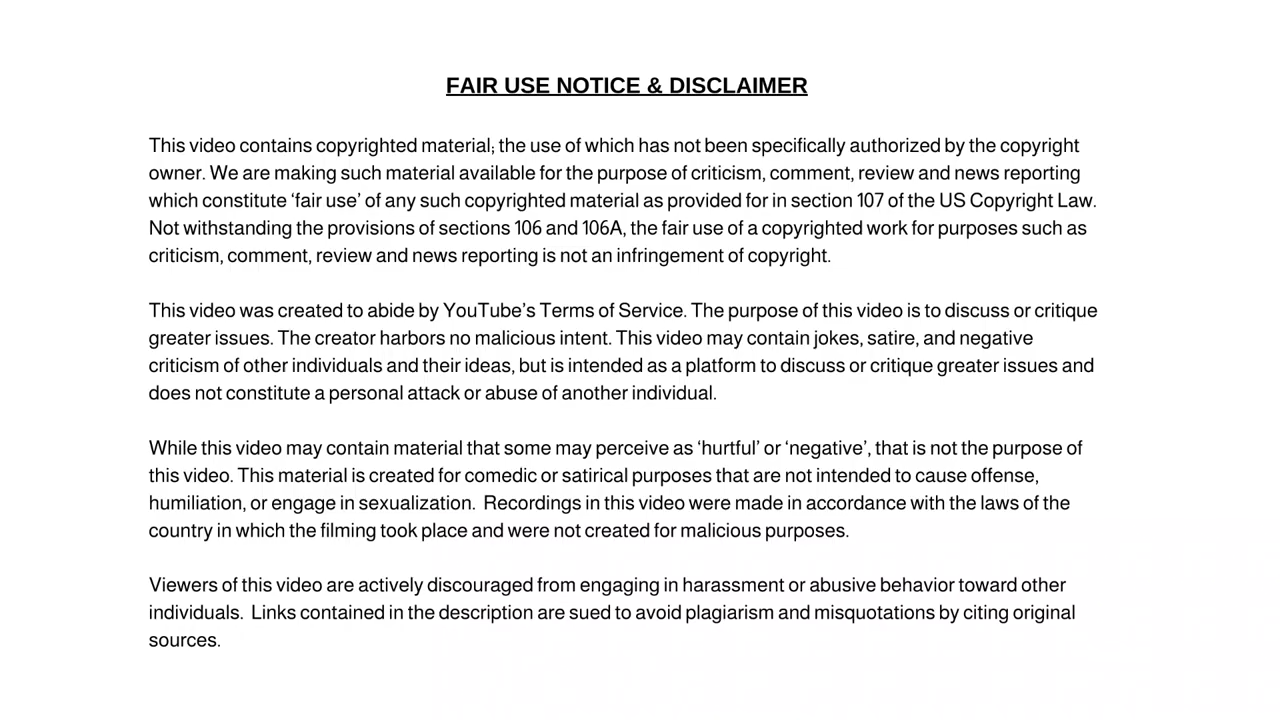 FAIR USE NOTICE & DISCLAIMER
This video contains copyrighted material; the use of which has not been specifically authorized by the copyright
owner. We are making such material available for the purpose of criticism, comment, review and news reporting
which constitute ‘fair use’ of any such copyrighted material as provided for in section 107 of the US Copyright Law.
Not withstanding the provisions of sections 106 and 106A, the fair use of a copyrighted work for purposes such as
criticism, comment, review and news reporting is not an infringement of copyright.
This video was created to abide by YouTube’s Terms of Service. The purpose of this video is to discuss or critique
greater issues. The creator harbors no malicious intent. This video may contain jokes, satire, and negative
criticism of other individuals and their ideas, but is intended as a platform to discuss or critique greater issues and
does not constitute a personal attack or abuse of another individual.
While this video may contain material that some may perceive as ‘hurtful’ or ‘negative’, that is not the purpose of
this video. This material is created for comedic or satirical purposes that are not intended to cause offense,
humiliation, or engage in sexualization.  Recordings in this video were made in accordance with the laws of the
country in which the filming took place and were not created for malicious purposes.
Viewers of this video are actively discouraged from engaging in harassment or abusive behavior toward other
individuals.  Links contained in the description are sued to avoid plagiarism and misquotations by citing original
sources.